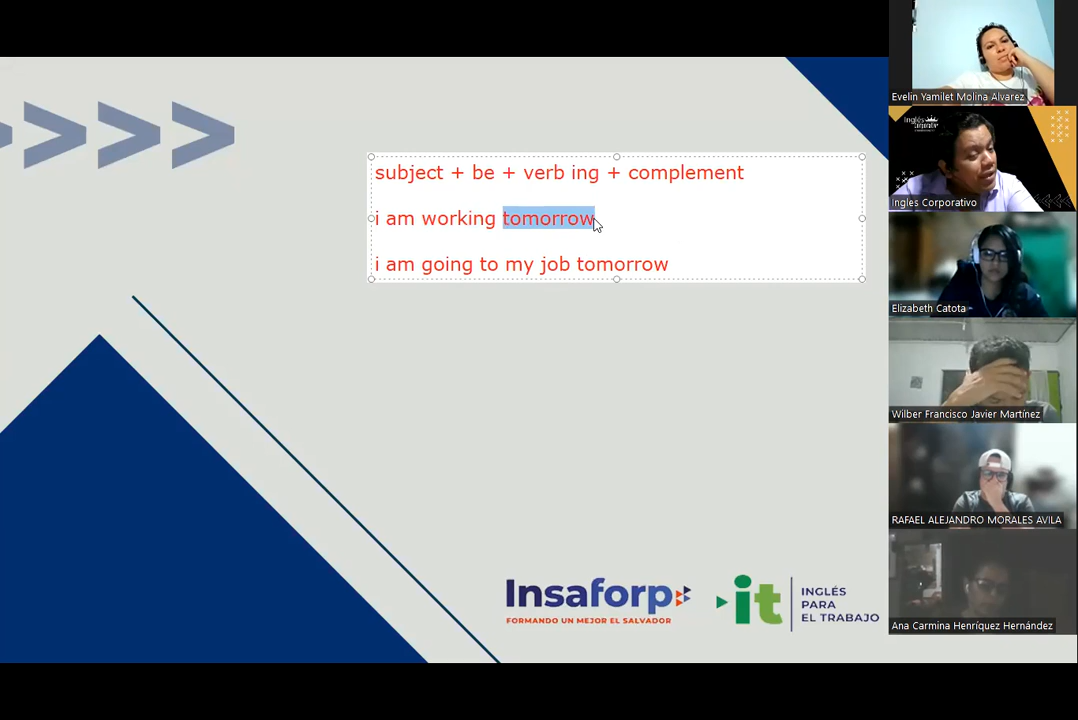 subject + be + verb ing + complement
i am working tomorrow
i am going to my job tomorrow
Insaforp
FORMANDO UN MEJOR EL SALVADOR
it
INGLÉS
PARA
EL TRABAJO
Evelin Yamilet Molina Alvarez
Inglés
Ingles Corporativo
Elizabeth Catota
Wilber Francisco Javier Martínez
RAFAEL ALEJANDRO MORALES AVILA
Ana Carmina Henríquez Hernández